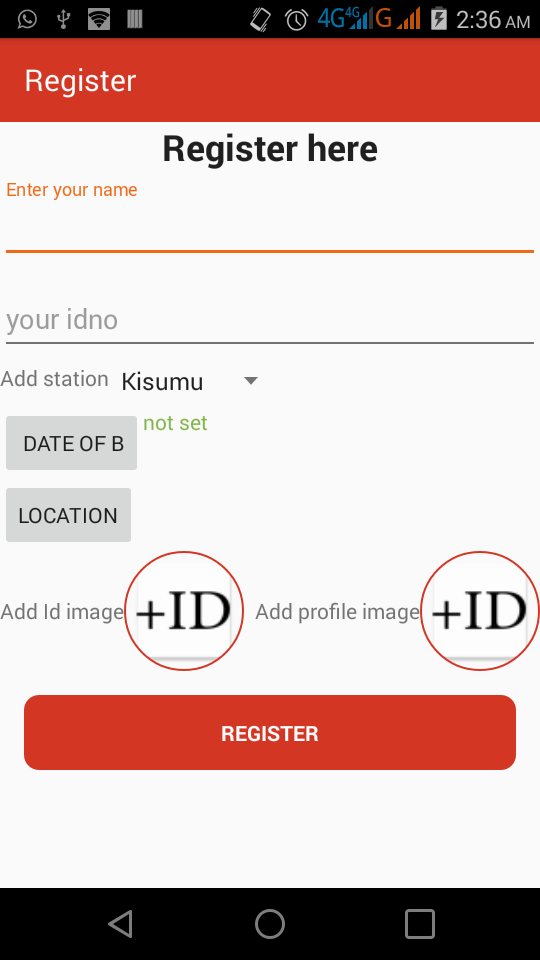 4G 4G G 2:36 AM
Register
Register here
Enter your name
your idno
Add station Kisumu
DATE OF B not set
LOCATION
Add Id image +ID Add profile image +ID
REGISTER